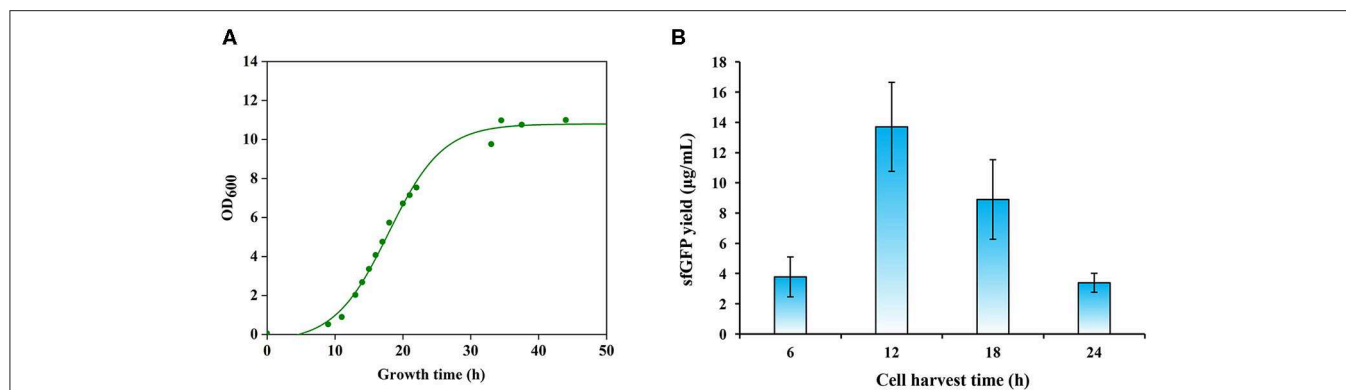 A
14
12
10
8
6
4
2
0
OD600
0 10 20 30 40 50
Growth time (h)
B
18
16
14
12
10
8
6
4
2
0
sfGFP yield (µg/mL)
6 12 18 24
Cell harvest time (h)